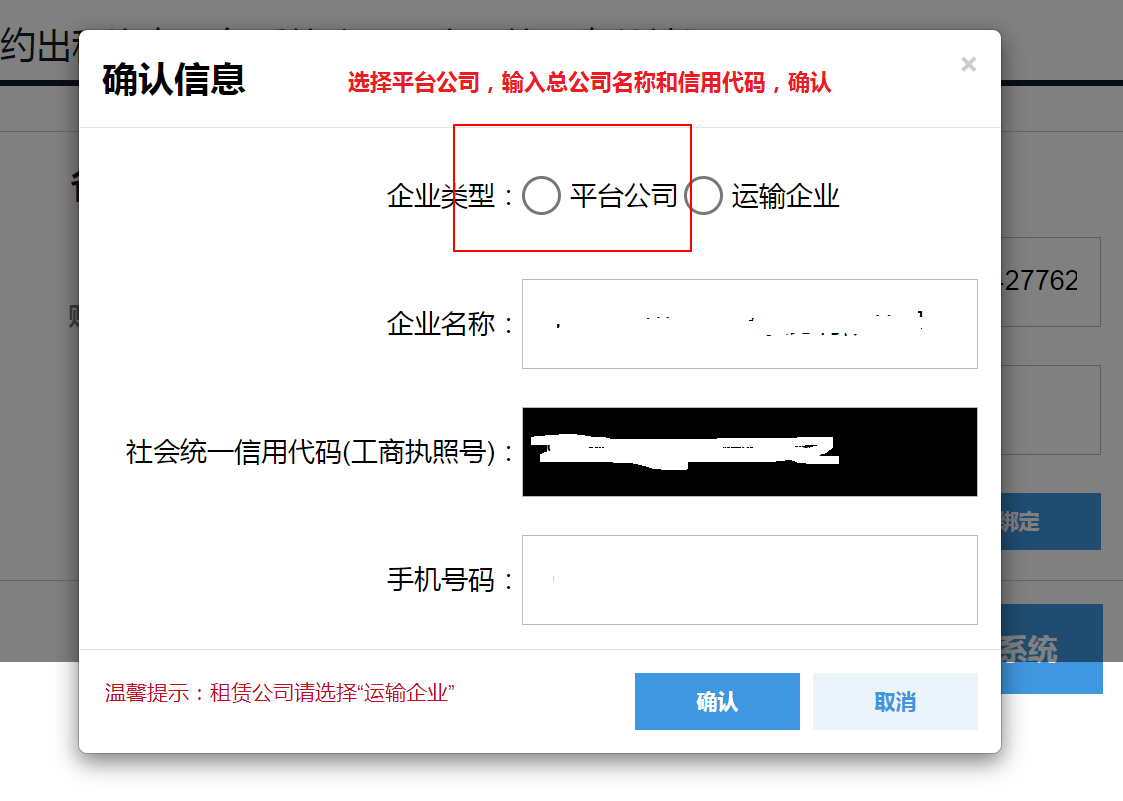 约出租
确认信息
选择平台公司，输入总公司名称和信用代码，确认
×
企业类型：平台公司 运输企业
-27762
企业名称：
社会统一信用代码(工商执照号)：
绑定
手机号码：
系统
温馨提示：租赁公司请选择“运输企业”
确认
取消